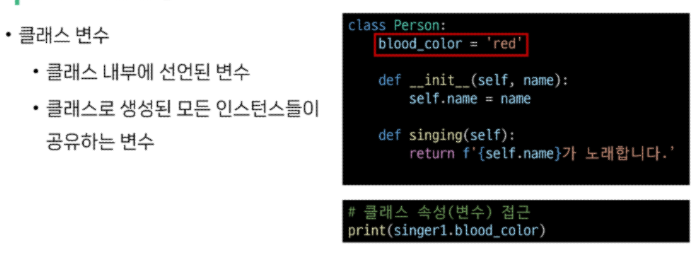 • 클래스 변수
• 클래스 내부에 선언된 변수
• 클래스로 생성된 모든 인스턴스들이
공유하는 변수
class Person:
    blood_color = 'red'

    def __init__(self, name):
        self.name = name

    def singing(self):
        return f'{self.name}가 노래합니다.'
# 클래스 속성(변수) 접근
print(singer1.blood_color)